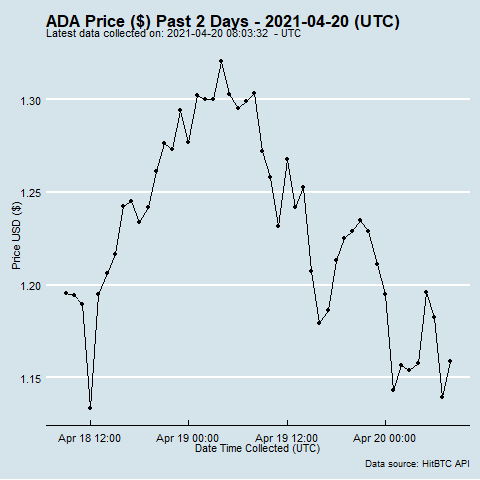 ADA Price ($) Past 2 Days - 2021-04-20 (UTC)
Latest data collected on: 2021-04-20 08:03:32  - UTC
Price USD ($)
1.30
1.25
1.20
1.15
Apr 18 12:00 Apr 19 00:00 Apr 19 12:00 Apr 20 00:00
Date Time Collected (UTC)
Data source: HitBTC API